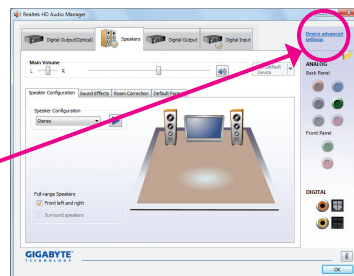 Realtek HD Audio Manager
Digital Output(Optical)
Speakers
Digital Output
Digital Input
Device advanced
settings
Main Volume
L
R
Default
Device
ANALOG
Back Panel
Speaker Configuration
Sound Effects
Room Correction
Default Format
Speaker Configuration
Stereo
Front Panel
Full-range Speakers
Front left and right
Surround speakers
DIGITAL
GIGABYTE
TECHNOLOGY
OK